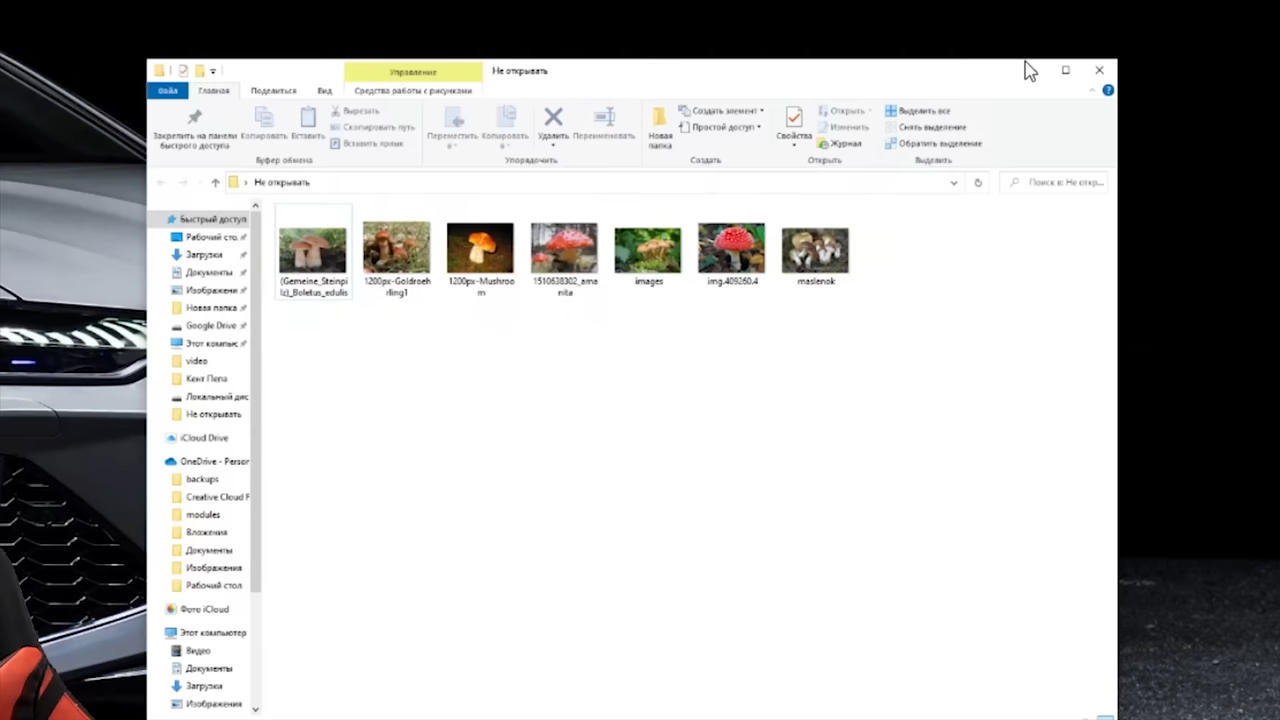 Управление
Не открывать
Файл
Главная
Поделиться
Вид
Средства работы с рисунками
Закрепить на панели
быстрого доступа
Копировать
Вставить
Вырезать
Скопировать путь
Вставить ярлык
Буфер обмена
Переместить
в
Копировать
в
Удалить
Переименовать
Упорядочить
Новая
папка
Создать элемент
Простой доступ
Создать
Свойства
Открыть
Изменить
Журнал
Открыть
Выделить все
Снять выделение
Обратить выделение
Выделить
Не открывать
Поиск в: Не откр...
Быстрый доступ
Рабочий сто.
Загрузки
Документы
Изображени
Новая папка
Google Drive
Этот компьк
video
Кент Пепа
Локальный дис
Не открывать
iCloud Drive
OneDrive - Person
backups
Creative Cloud F
modules
Вложения
Документы
Изображения
Рабочий стол
Фото iCloud
Этот компьютер
Видео
Документы
Загрузки
Изображения
(Gemeine_Steinpi
lz)_Boletus_edulis
1200px-Goldroeh
rling1
1200px-Mushroo
m
1510638302_ama
nita
images
img.409260.4
maslenok